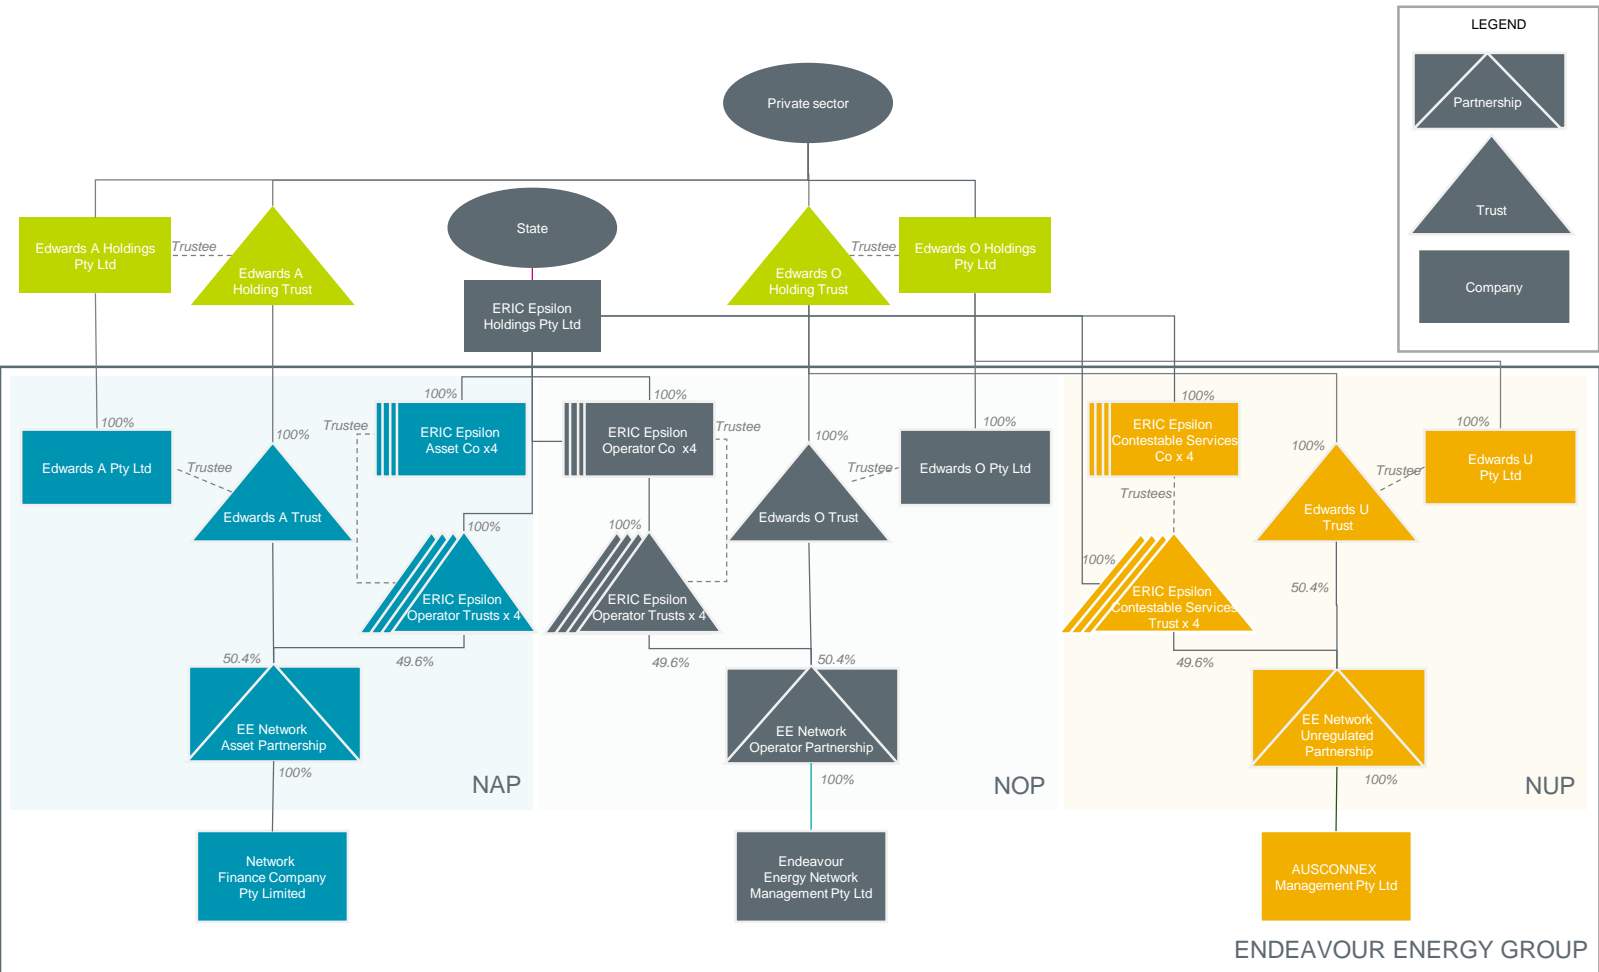 LEGEND
Partnership
Trust
Company
Private sector
State
Edwards A Holdings
Pty Ltd
Trustee
Edwards A
Holding Trust
ERIC Epsilon
Holdings Pty Ltd
Edwards O
Holding Trust
Trustee
Edwards O Holdings
Pty Ltd
100%
Edwards A Pty Ltd
Trustee
100%
Edwards A Trust
Trustee
100%
ERIC Epsilon
Asset Co x4
100%
ERIC Epsilon
Operator Trusts x 4
50.4%
49.6%
EE Network
Asset Partnership
100%
NAP
Network
Finance Company
Pty Limited
100%
ERIC Epsilon
Operator Co x4
Trustee
100%
ERIC Epsilon
Operator Trusts x 4
100%
Edwards O Trust
Trustee
100%
Edwards O Pty Ltd
49.6%
50.4%
EE Network
Operator Partnership
100%
NOP
Endeavour
Energy Network
Management Pty Ltd
100%
ERIC Epsilon
Contestable Services
Co x 4
Trustees
100%
ERIC Epsilon
Contestable Services
Trust x 4
100%
Edwards U
Trust
Trustee
100%
Edwards U
Pty Ltd
50.4%
49.6%
EE Network
Unregulated
Partnership
100%
NUP
AUSCONNEX
Management Pty Ltd
ENDEAVOUR ENERGY GROUP